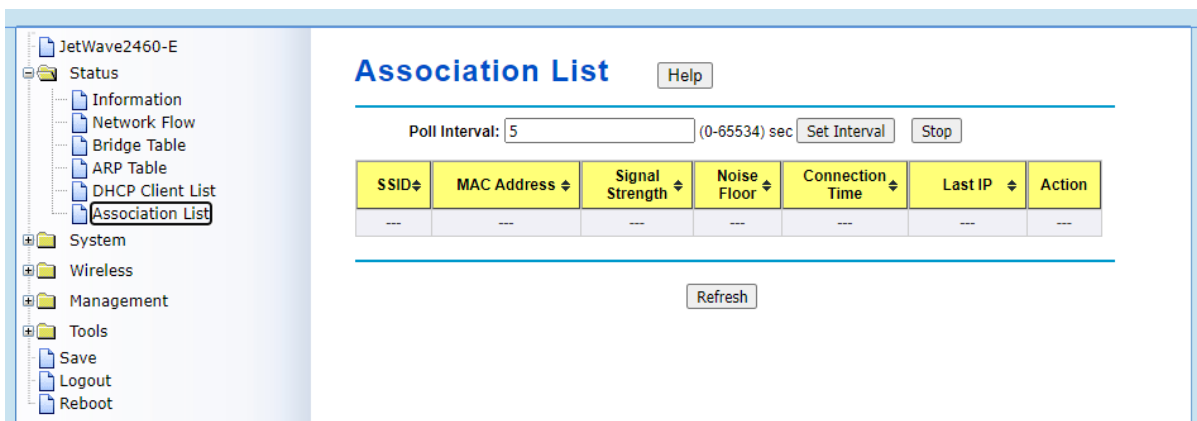 JetWave2460-E
Status
Information
Network Flow
Bridge Table
ARP Table
DHCP Client List
Association List
System
Wireless
Management
Tools
Save
Logout
Reboot
Association List Help
Poll Interval: 5 (0-65534) sec Set Interval Stop
SSID MAC Address Signal Strength Noise Floor Connection Time Last IP Action
--- --- --- --- --- --- ---
Refresh